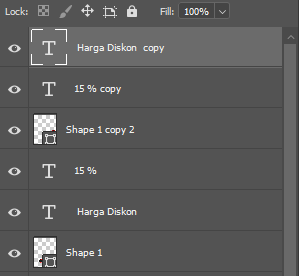 Lock: Fill: 100%
T Harga Diskon copy
T 15 % copy
Shape 1 copy 2
T 15 %
T Harga Diskon
Shape 1